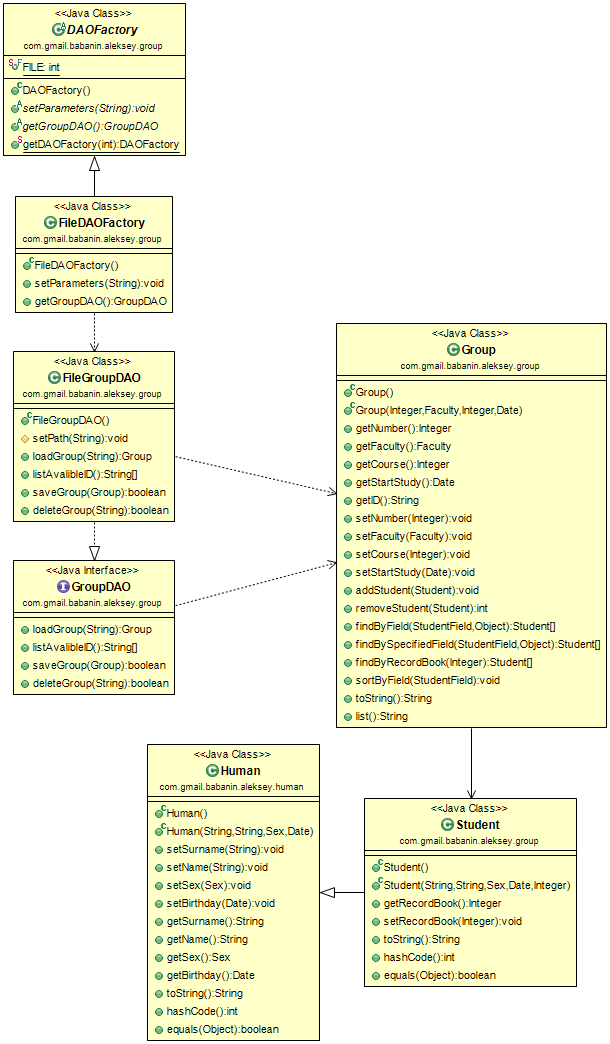 <<Java Class>>
DAOFactory
com.gmail.babanin.aleksey.group
FILE: int
DAOFactory()
setParameters(String):void
getGroupDAO():GroupDAO
getDAOFactory(int):DAOFactory
<<Java Class>>
FileDAOFactory
com.gmail.babanin.aleksey.group
FileDAOFactory()
setParameters(String):void
getGroupDAO():GroupDAO
<<Java Class>>
FileGroupDAO
com.gmail.babanin.aleksey.group
FileGroupDAO()
setPath(String):void
loadGroup(String):Group
listAvalibleID():String[]
saveGroup(Group):boolean
deleteGroup(String):boolean
<<Java Interface>>
GroupDAO
com.gmail.babanin.aleksey.group
loadGroup(String):Group
listAvalibleID():String[]
saveGroup(Group):boolean
deleteGroup(String):boolean
<<Java Class>>
Group
com.gmail.babanin.aleksey.group
Group()
Group(Integer,Faculty,Integer,Date)
getNumber():Integer
getFaculty():Faculty
getCourse():Integer
getStartStudy():Date
getID():String
setNumber(Integer):void
setFaculty(Faculty):void
setCourse(Integer):void
setStartStudy(Date):void
addStudent(Student):void
removeStudent(Student):int
findByField(StudentField,Object):Student[]
findBySpecifiedField(StudentField,Object):Student[]
findByRecordBook(Integer):Student[]
sortByField(StudentField):void
toString():String
list():String
<<Java Class>>
Human
com.gmail.babanin.aleksey.human
Human()
Human(String,String,Sex,Date)
setSurname(String):void
setName(String):void
setSex(Sex):void
setBirthday(Date):void
getSurname():String
getName():String
getSex():Sex
getBirthday():Date
toString():String
hashCode():int
equals(Object):boolean
<<Java Class>>
Student
com.gmail.babanin.aleksey.group
Student()
Student(String,String,Sex,Date,Integer)
getRecordBook():Integer
setRecordBook(Integer):void
toString():String
hashCode():int
equals(Object):boolean